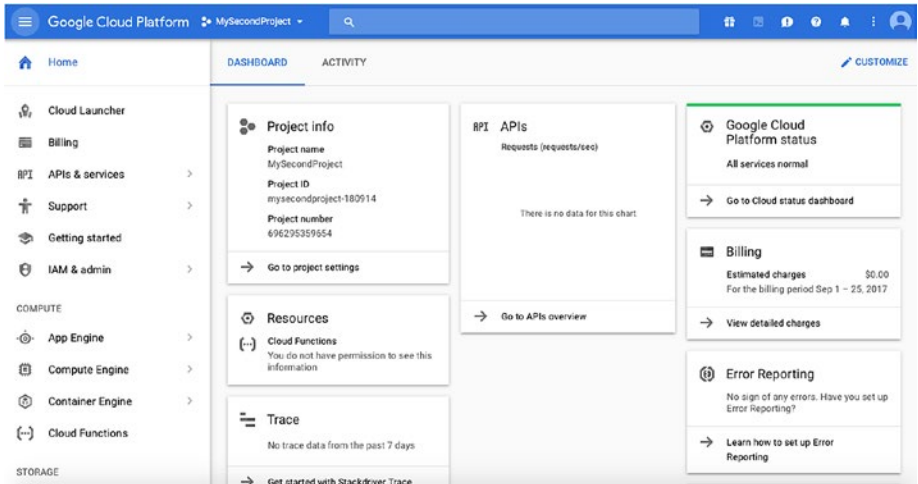 Google Cloud Platform
MySecondProject
Home
DASHBOARD
ACTIVITY
CUSTOMIZE
Cloud Launcher
Billing
API APIs & services
Support
Getting started
IAM & admin
COMPUTE
App Engine
Compute Engine
Container Engine
Cloud Functions
STORAGE
Project info
Project name
MySecondProject
Project ID
mysecondproject-180914
Project number
696295359654
Go to project settings
Resources
Cloud Functions
You do not have permission to see this
information
Trace
No trace data from the past 7 days
Get started with Stackdriver Trace
API APIs
Requests (requests/sec)
There is no data for this chart
Go to APIs overview
Google Cloud
Platform status
All services normal
Go to Cloud status dashboard
Billing
Estimated charges $0.00
For the billing period Sep 1 – 25, 2017
View detailed charges
Error Reporting
No sign of any errors. Have you set up
Error Reporting?
Learn how to set up Error
Reporting